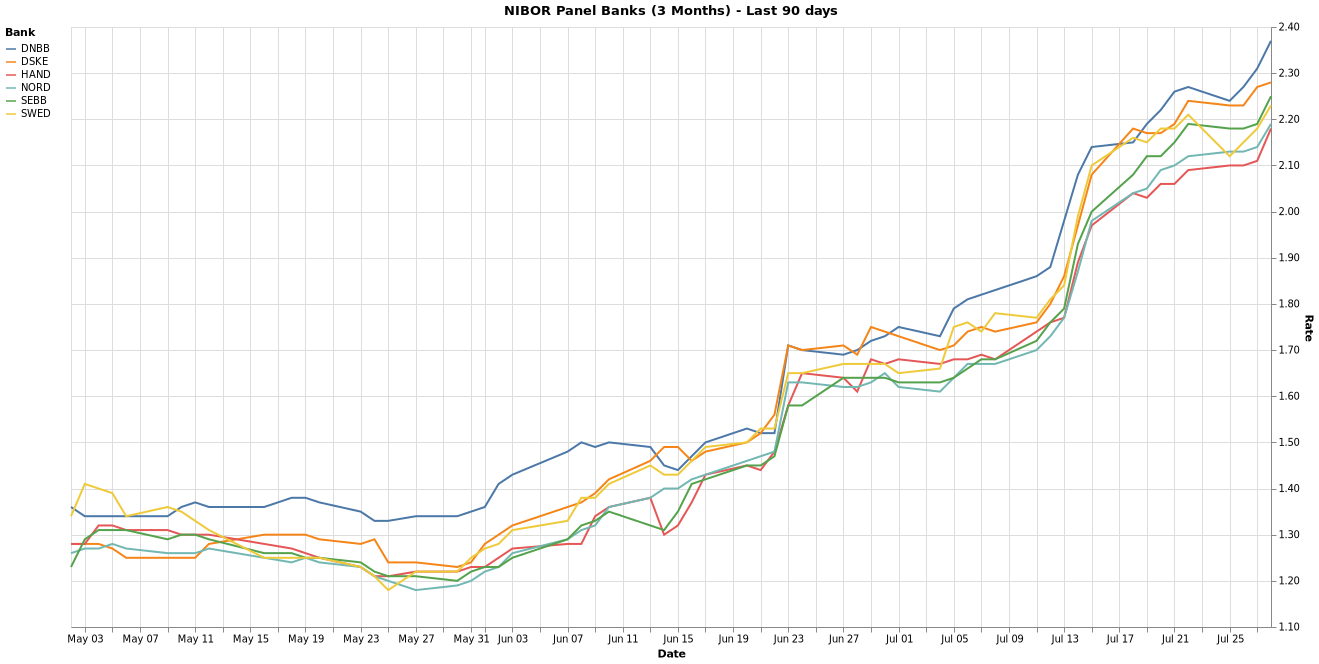 NIBOR Panel Banks (3 Months) - Last 90 days
Bank
DNBB
DSKE
HAND
NORD
SEBB
SWED
2.40
2.30
2.20
2.10
2.00
1.90
1.80
1.70
1.60
1.50
1.40
1.30
1.20
1.10
Rate
May 03 May 07 May 11 May 15 May 19 May 23 May 27 May 31 Jun 03 Jun 07 Jun 11 Jun 15 Jun 19 Jun 23 Jun 27 Jul 01 Jul 05 Jul 09 Jul 13 Jul 17 Jul 21 Jul 25
Date